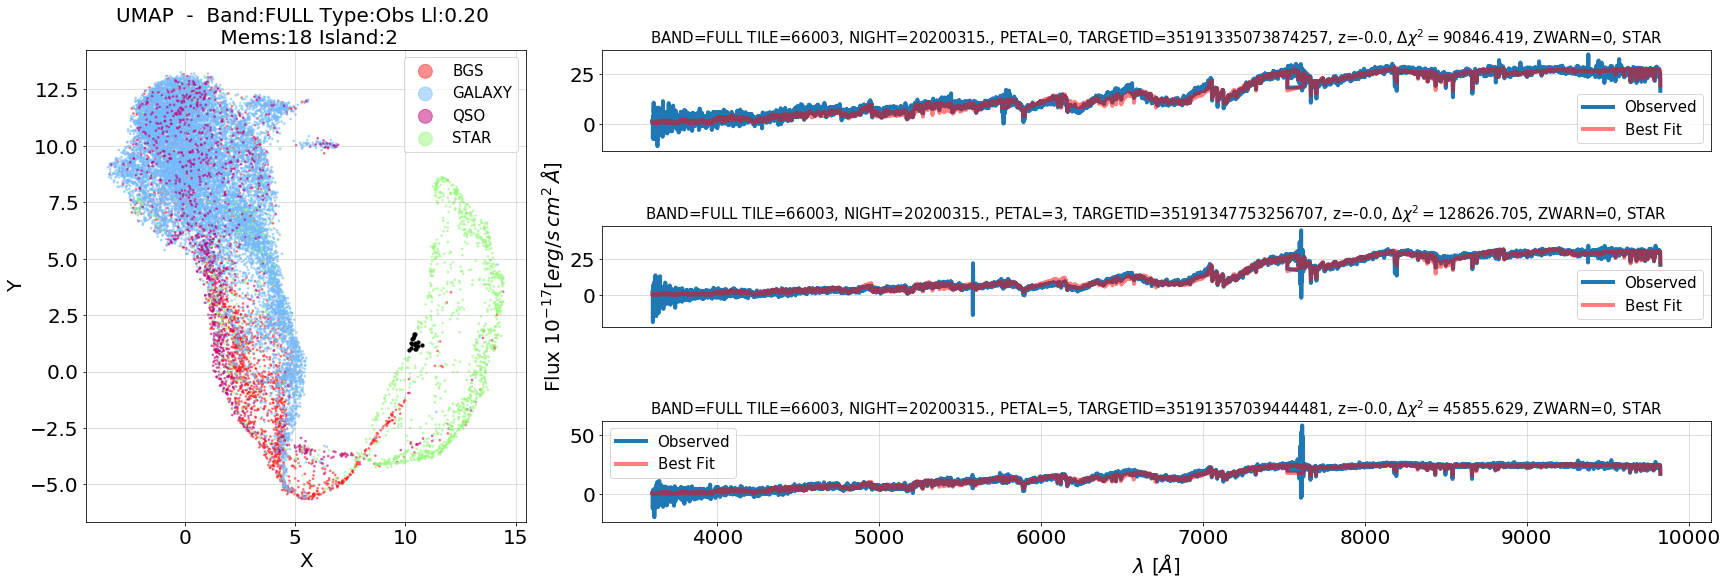 UMAP  -  Band:FULL Type:Obs Ll:0.20
Mems:18 Island:2
Y
12.5
10.0
7.5
5.0
2.5
0.0
−2.5
−5.0
BGS
GALAXY
QSO
STAR
0
5
10
15
X
Flux 10⁻¹⁷[erg/s cm² Å]
BAND=FULL TILE=66003, NIGHT=20200315., PETAL=0, TARGETID=35191335073874257, z=-0.0, Δχ² = 90846.419, ZWARN=0, STAR
25
0
Observed
Best Fit
BAND=FULL TILE=66003, NIGHT=20200315., PETAL=3, TARGETID=35191347753256707, z=-0.0, Δχ² = 128626.705, ZWARN=0, STAR
25
0
Observed
Best Fit
BAND=FULL TILE=66003, NIGHT=20200315., PETAL=5, TARGETID=35191357039444481, z=-0.0, Δχ² = 45855.629, ZWARN=0, STAR
50
0
Observed
Best Fit
4000
5000
6000
7000
8000
9000
10000
λ [Å]